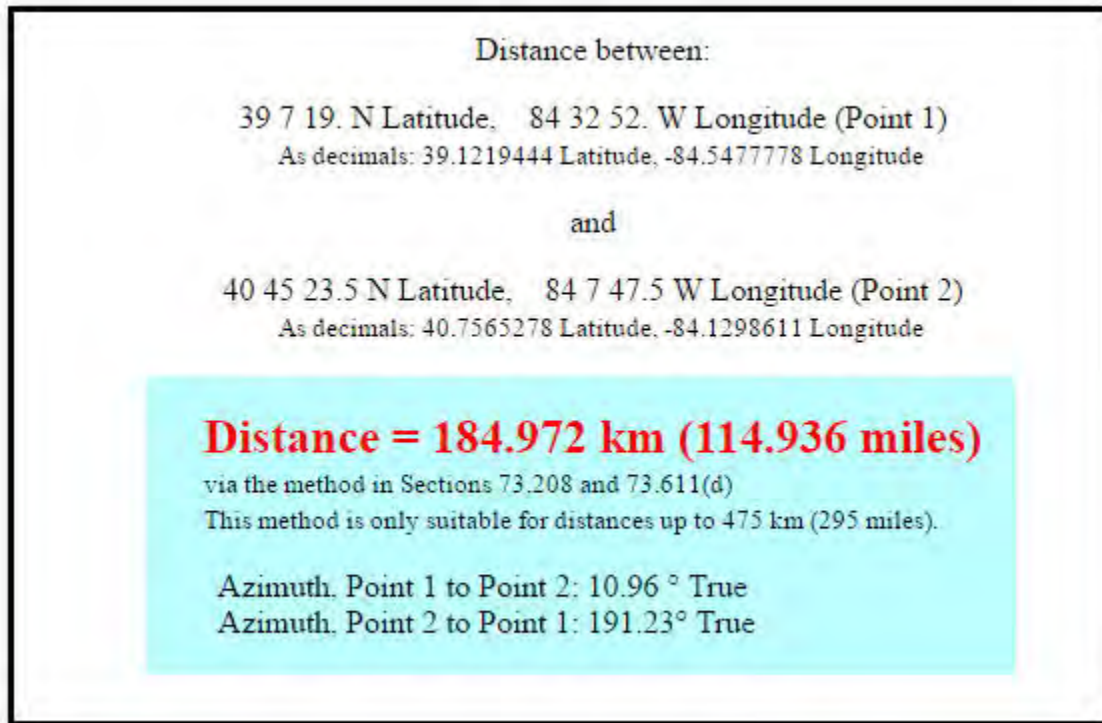 Distance between:
39 7 19. N Latitude, 84 32 52. W Longitude (Point 1)
As decimals: 39.1219444 Latitude, -84.5477778 Longitude
and
40 45 23.5 N Latitude, 84 7 47.5 W Longitude (Point 2)
As decimals: 40.7565278 Latitude, -84.1298611 Longitude
Distance = 184.972 km (114.936 miles)
via the method in Sections 73.208 and 73.611(d)
This method is only suitable for distances up to 475 km (295 miles).
Azimuth, Point 1 to Point 2: 10.96 ° True
Azimuth, Point 2 to Point 1: 191.23° True